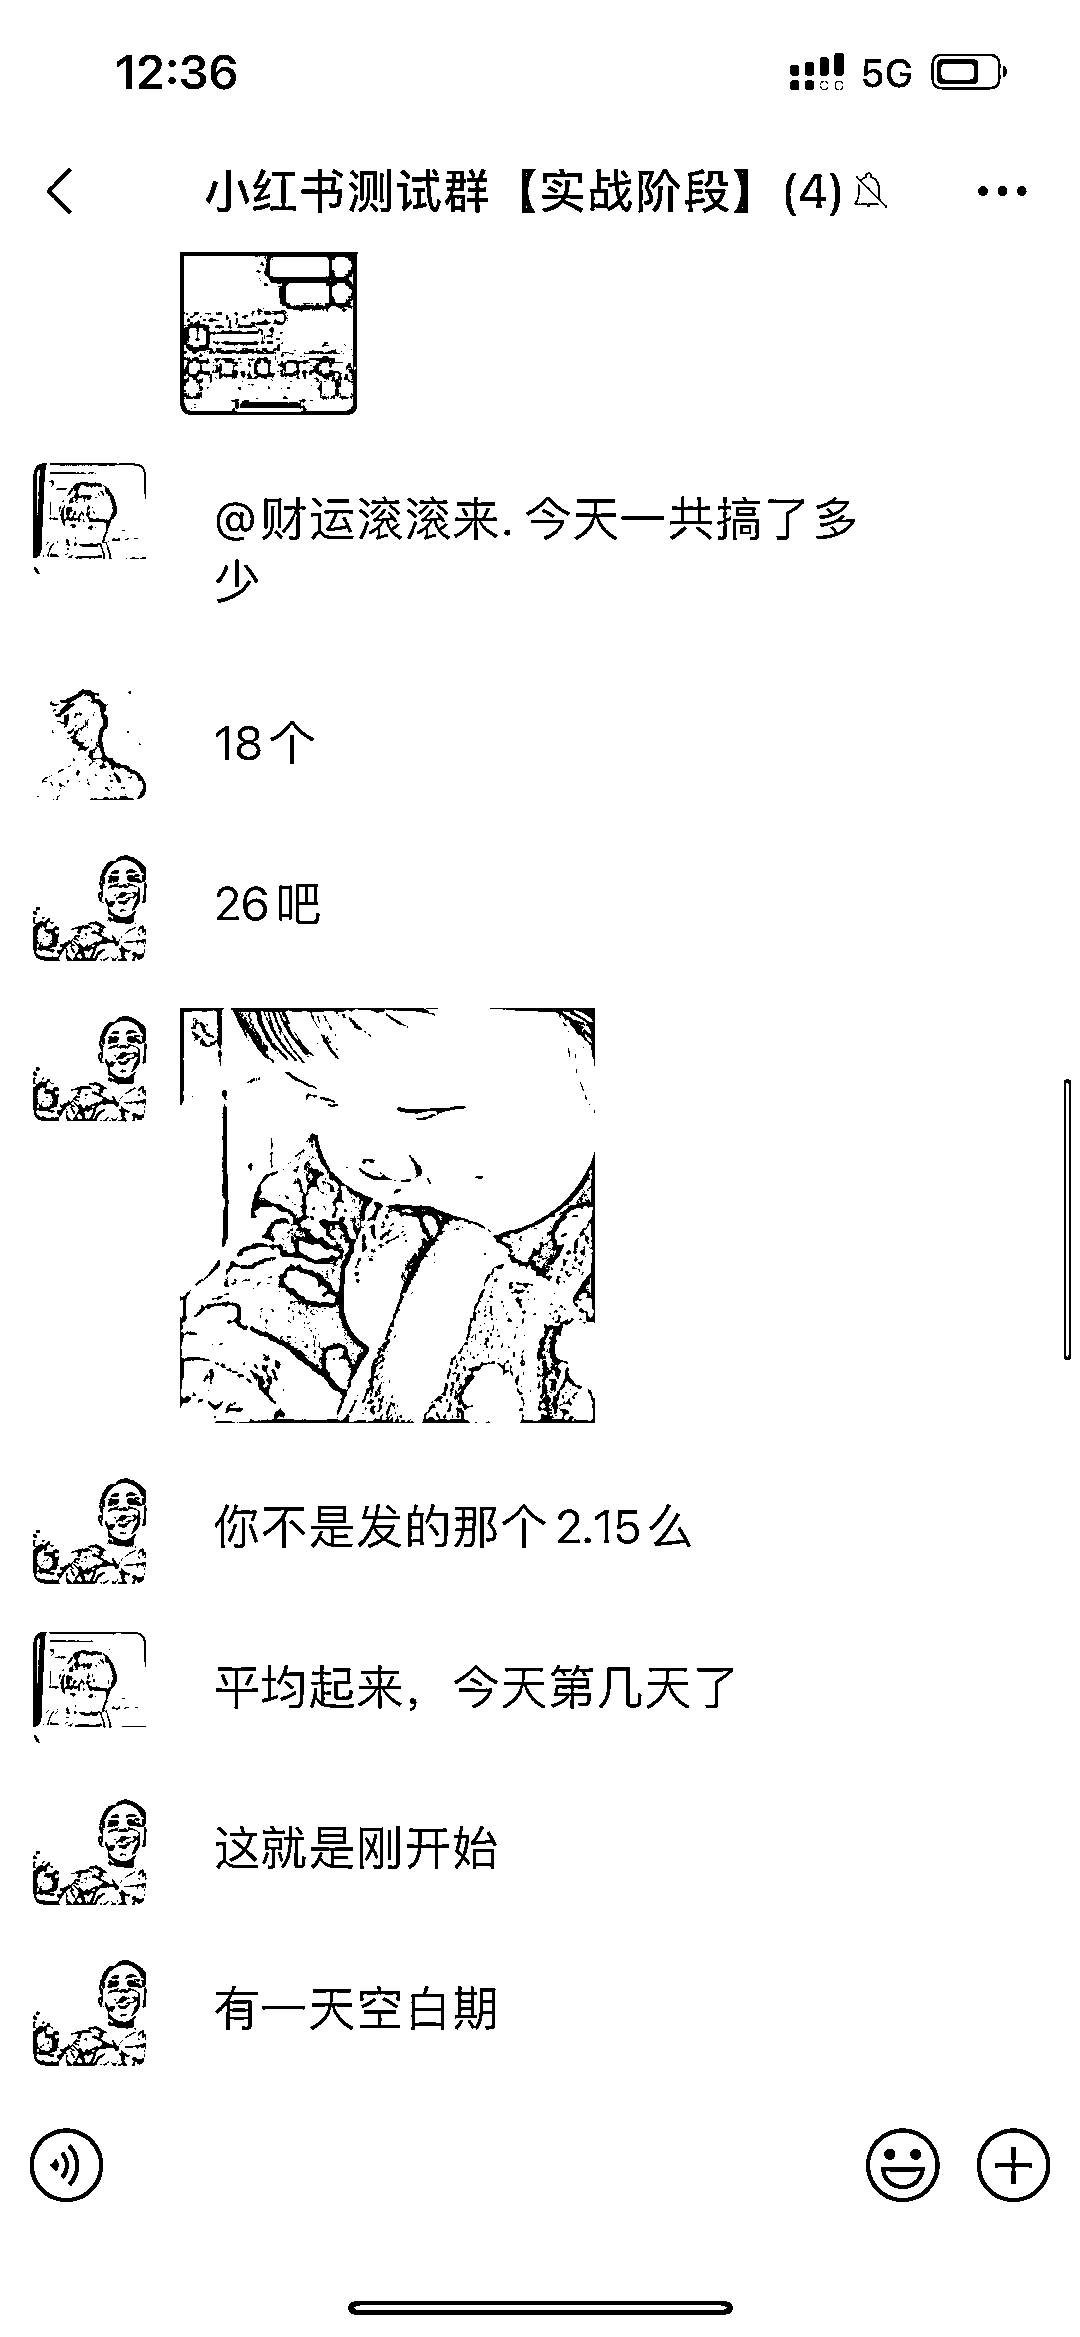 12:36
5G
小红书测试群【实战阶段】(4)
@财运滚滚来. 今天一共搞了多
少
18个
26吧
你不是发的那个2.15么
平均起来，今天第几天了
这就是刚开始
有一天空白期